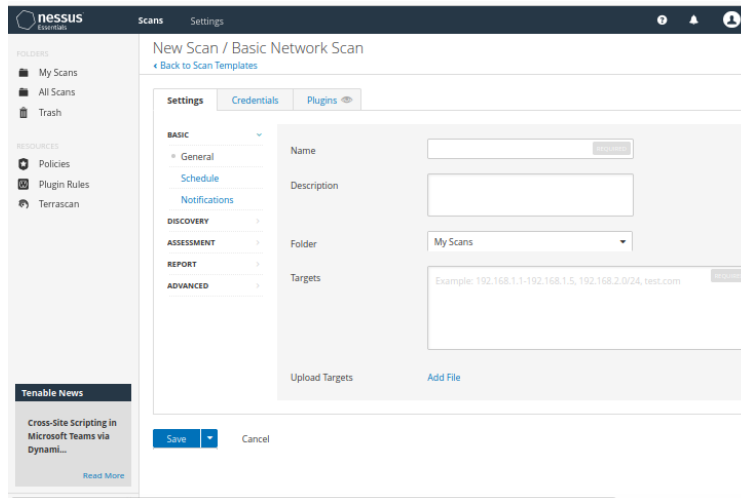 nessus
Essentials
Scans
Settings
FOLDERS
My Scans
All Scans
Trash
RESOURCES
Policies
Plugin Rules
Terrascan
Tenable News
Cross-Site Scripting in
Microsoft Teams via
Dynami...
Read More
New Scan / Basic Network Scan
Back to Scan Templates
Settings
Credentials
Plugins
BASIC
General
Schedule
Notifications
DISCOVERY
ASSESSMENT
REPORT
ADVANCED
Name
REQUIRED
Description
Folder
My Scans
Targets
Example: 192.168.1.1-192.168.1.5, 192.168.2.0/24, test.com
Upload Targets
Add File
Save
Cancel